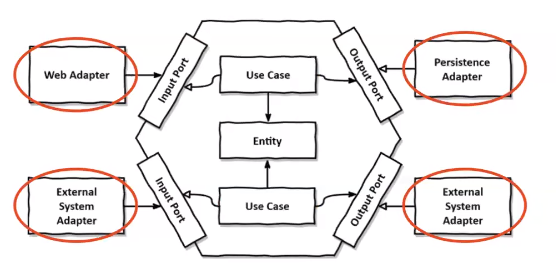 Web Adapter
Input Port
Use Case
Output Port
Persistence
Adapter
Entity
External
System
Adapter
Input Port
Use Case
Output Port
External
System
Adapter